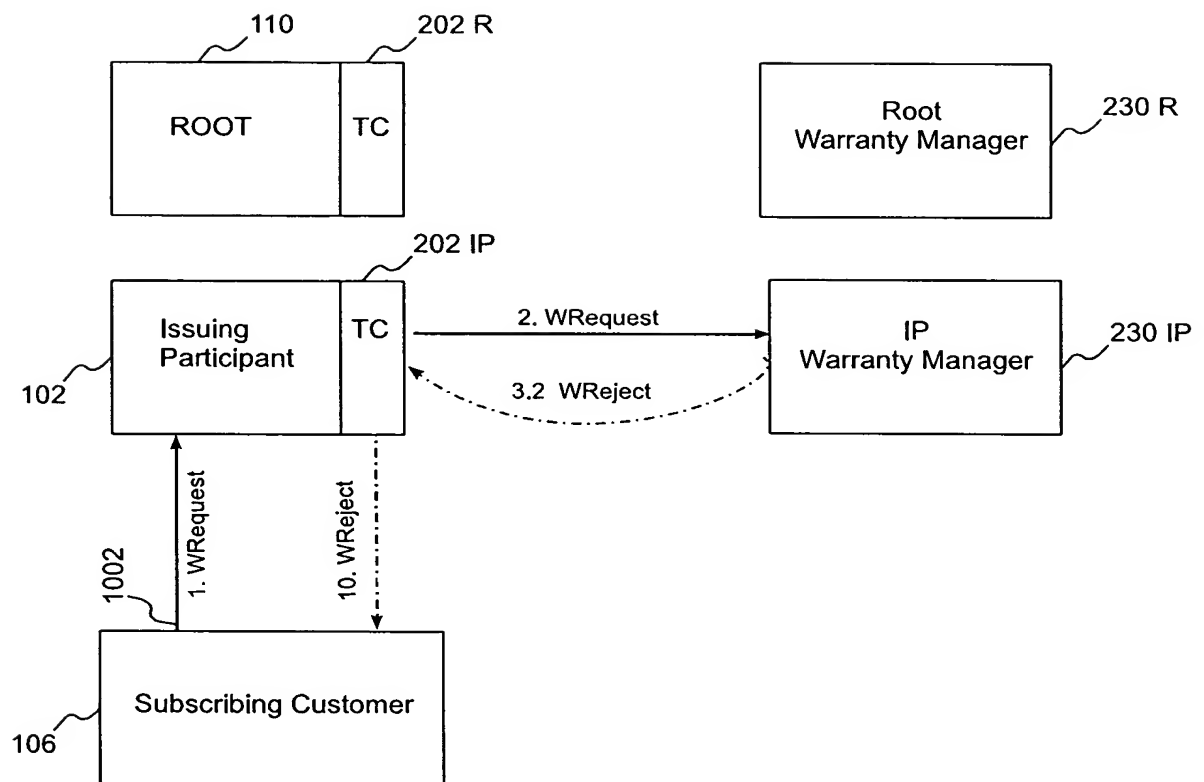 110
202 R
ROOT
TC
Root
Warranty Manager
230 R
202 IP
Issuing
Participant
TC
2. WRequest
IP
Warranty Manager
230 IP
3.2 WReject
102
1. WRequest
10. WReject
1002
Subscribing Customer
106